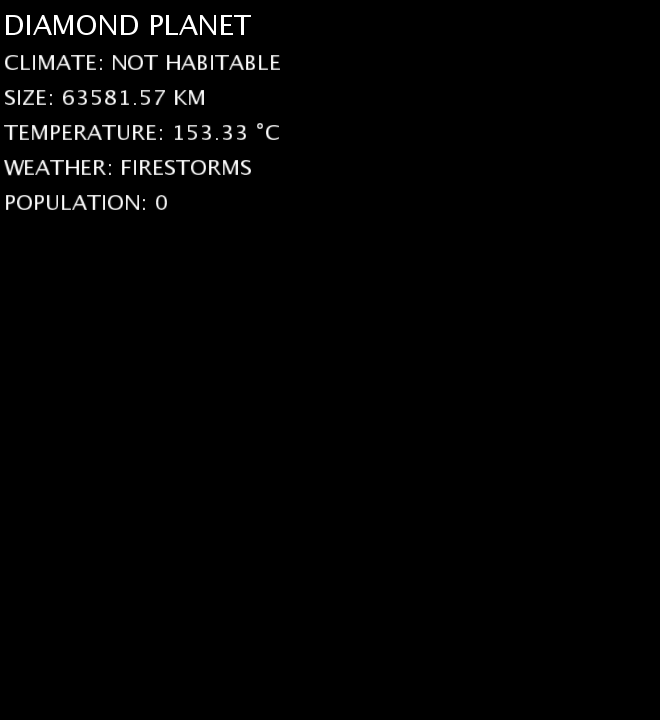 DIAMOND PLANET
CLIMATE: NOT HABITABLE
SIZE: 63581.57 KM
TEMPERATURE: 153.33 °C
WEATHER: FIRESTORMS
POPULATION: 0